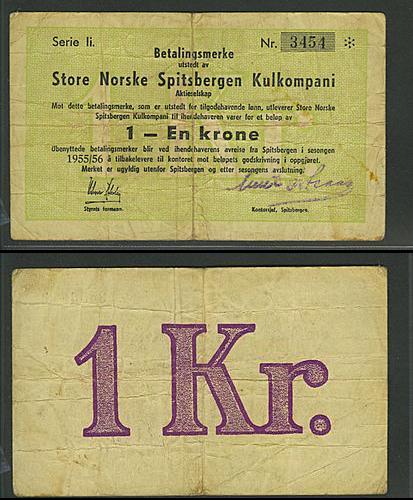 Serie Ii. Nr. 3454 ✻
Betalingsmerke
utstedt av
Store Norske Spitsbergen Kulkompani
Aktieselskap
Mot dette betalingsmerke, som er utstedt for tilgodehavende lønn, utleverer Store Norske
Spitsbergen Kulkompani til ihendehaveren varer for et beløp av
1 — En krone
Ubenyttede betalingsmerker blir ved ihendehaverens avreise fra Spitsbergen i sesongen
1955/56 å tilbakelevere til kontoret mot beløpets godskrivning i oppgjøret.
Merket er ugyldig utenfor Spitsbergen og etter sesongens avslutning.
Styrets formann. Kontorsjef, Spitsbergen.
1 Kr.